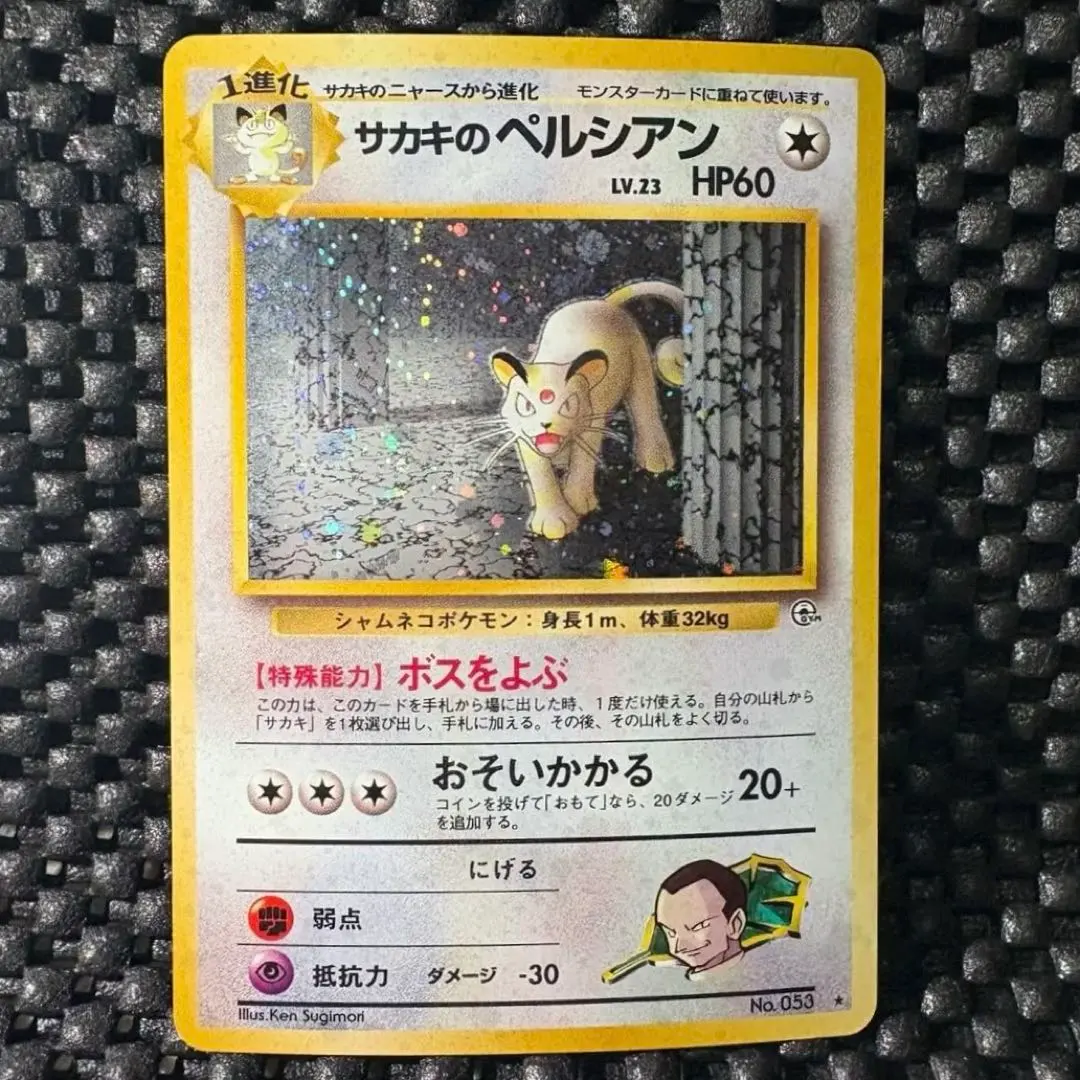 1進化 サカキのニャースから進化 モンスターカードに重ねて使います。
サカキのペルシアン
LV.23 HP60
シャムネコポケモン：身長1m、体重32kg
GYM
【特殊能力】ボスをよぶ
この力は、このカードを手札から場に出した時、1度だけ使える。自分の山札から
「サカキ」を1枚選び出し、手札に加える。その後、その山札をよく切る。
おそいかかる 20+
コインを投げて「おもて」なら、20ダメージ
を追加する。
にげる
弱点
抵抗力 ダメージ -30
Illus.Ken Sugimori
No.053 ★